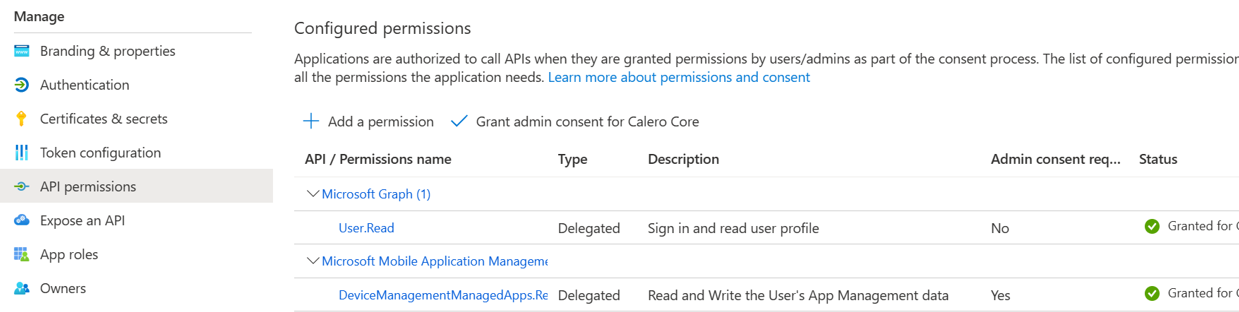 Manage
Branding & properties
Authentication
Certificates & secrets
Token configuration
API permissions
Expose an API
App roles
Owners
Configured permissions
Applications are authorized to call APIs when they are granted permissions by users/admins as part of the consent process. The list of configured permission
all the permissions the application needs. Learn more about permissions and consent
Add a permission Grant admin consent for Calero Core
API / Permissions name Type Description Admin consent req... Status
Microsoft Graph (1)
User.Read Delegated Sign in and read user profile No Granted for C
Microsoft Mobile Application Manageme
DeviceManagementManagedApps.Re Delegated Read and Write the User's App Management data Yes Granted for C